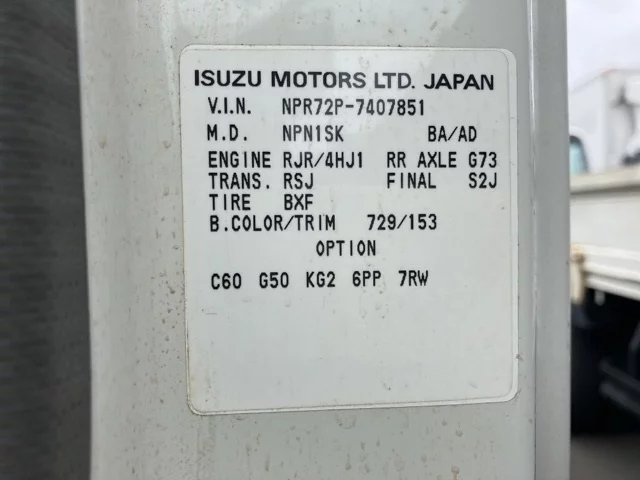 ISUZU MOTORS LTD. JAPAN
V.I.N. NPR72P-7407851
M.D. NPN1SK BA/AD
ENGINE RJR/4HJ1 RR AXLE G73
TRANS. RSJ FINAL S2J
TIRE BXF
B.COLOR/TRIM 729/153
OPTION
C60 G50 KG2 6PP 7RW